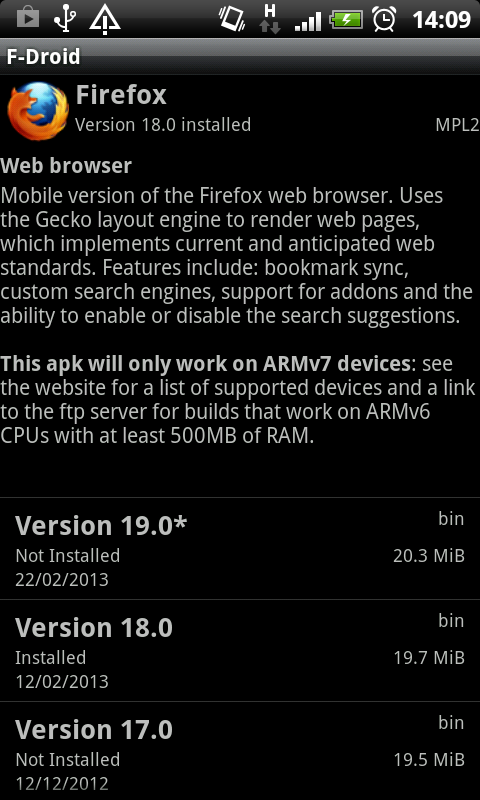 H
14:09
F-Droid
Firefox
Version 18.0 installed
MPL2
Web browser
Mobile version of the Firefox web browser. Uses
the Gecko layout engine to render web pages,
which implements current and anticipated web
standards. Features include: bookmark sync,
custom search engines, support for addons and the
ability to enable or disable the search suggestions.
This apk will only work on ARMv7 devices: see
the website for a list of supported devices and a link
to the ftp server for builds that work on ARMv6
CPUs with at least 500MB of RAM.
Version 19.0*
bin
Not Installed
20.3 MiB
22/02/2013
Version 18.0
bin
Installed
19.7 MiB
12/02/2013
Version 17.0
bin
Not Installed
19.5 MiB
12/12/2012